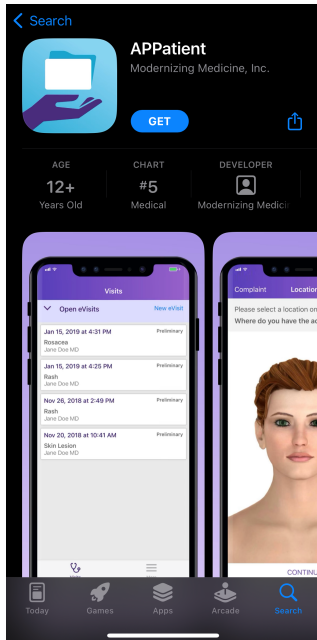 Search
APPatient
Modernizing Medicine, Inc.
GET
AGE
12+
Years Old
CHART
#5
Medical
DEVELOPER
Modernizing Medici
Visits
Open eVisits New eVisit
Jan 15, 2019 at 4:31 PM Preliminary
Rosacea
Jane Doe MD
Jan 15, 2019 at 4:25 PM Preliminary
Rash
Jane Doe MD
Nov 26, 2018 at 2:49 PM Preliminary
Rash
Jane Doe MD
Nov 20, 2018 at 10:41 AM Preliminary
Skin Lesion
Jane Doe MD
Complaint Location
Please select a location on
Where do you have the ac
CONTINU
Today Games Apps Arcade Search